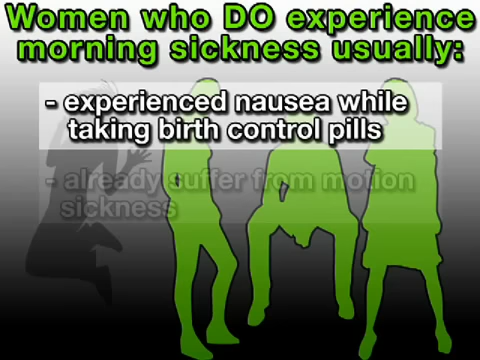 Women who DO experience
morning sickness usually:
- experienced nausea while
taking birth control pills
- already suffer from motion
sickness